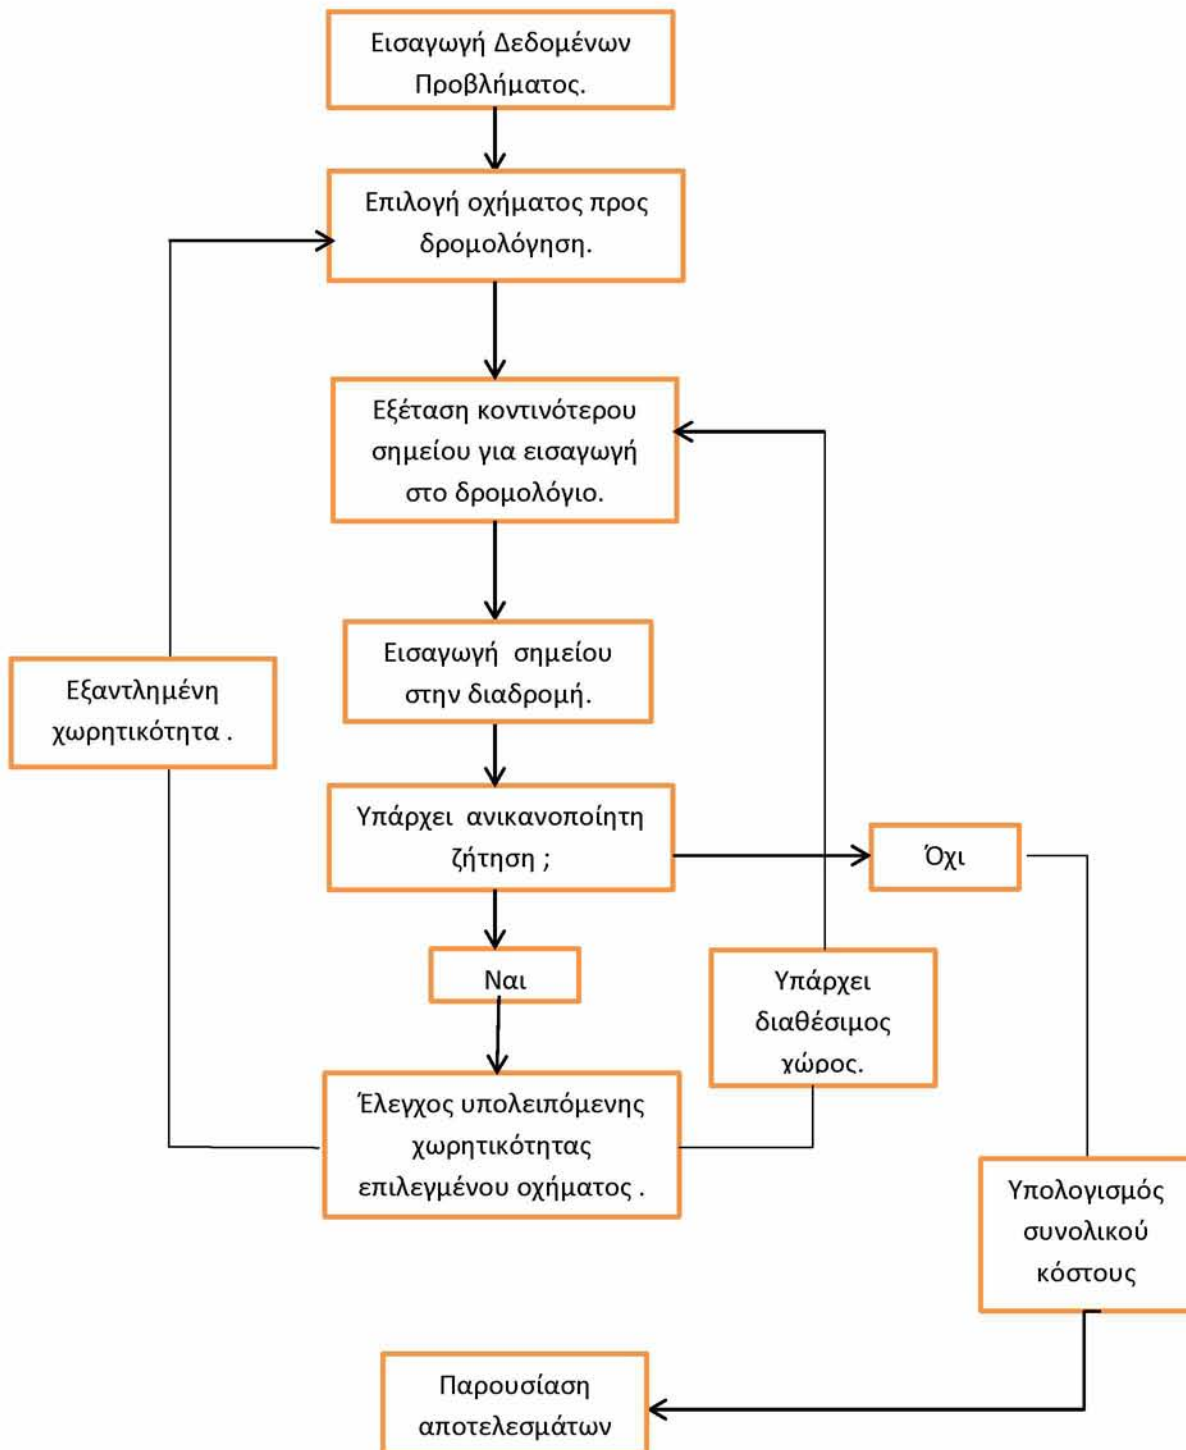 Εισαγωγή Δεδομένων
Προβλήματος.
Επιλογή οχήματος προς
δρομολόγηση.
Εξέταση κοντινότερου
σημείου για εισαγωγή
στο δρομολόγιο.
Εισαγωγή σημείου
στην διαδρομή.
Εξαντλημένη
χωρητικότητα .
Υπάρχει ανικανοποίητη
ζήτηση ;
Όχι
Ναι
Υπάρχει
διαθέσιμος
χώρος.
Έλεγχος υπολειπόμενης
χωρητικότητας
επιλεγμένου οχήματος .
Υπολογισμός
συνολικού
κόστους
Παρουσίαση
αποτελεσμάτων